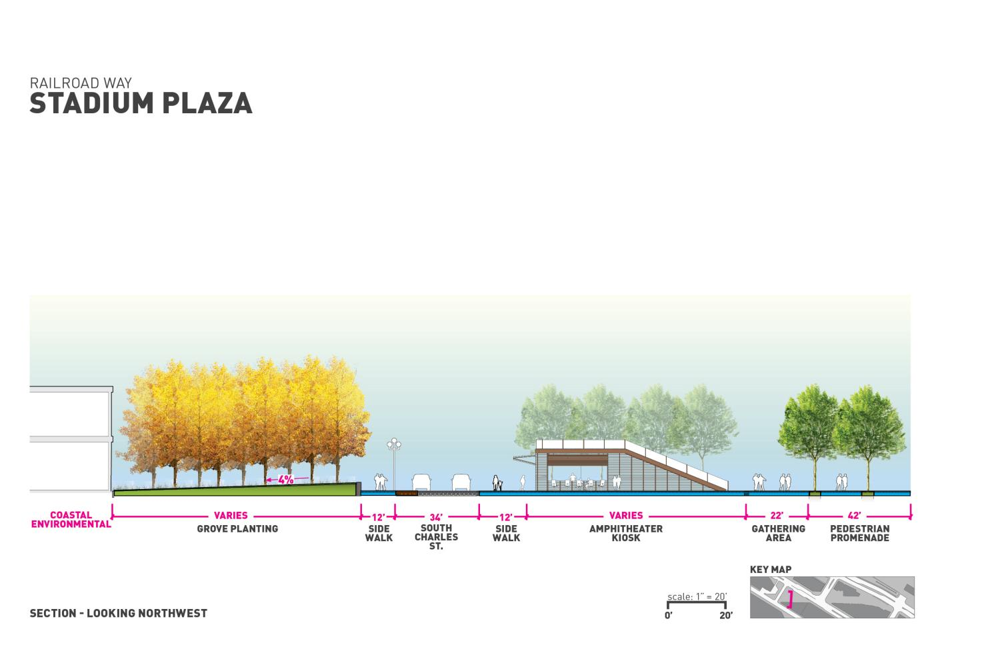 RAILROAD WAY
STADIUM PLAZA
4%
COASTAL
ENVIRONMENTAL
VARIES
GROVE PLANTING
12’
SIDE
WALK
34’
SOUTH
CHARLES
ST.
12’
SIDE
WALK
VARIES
AMPHITHEATER
KIOSK
22’
GATHERING
AREA
42’
PEDESTRIAN
PROMENADE
KEY MAP
scale: 1” = 20’
0’ 20’
SECTION - LOOKING NORTHWEST